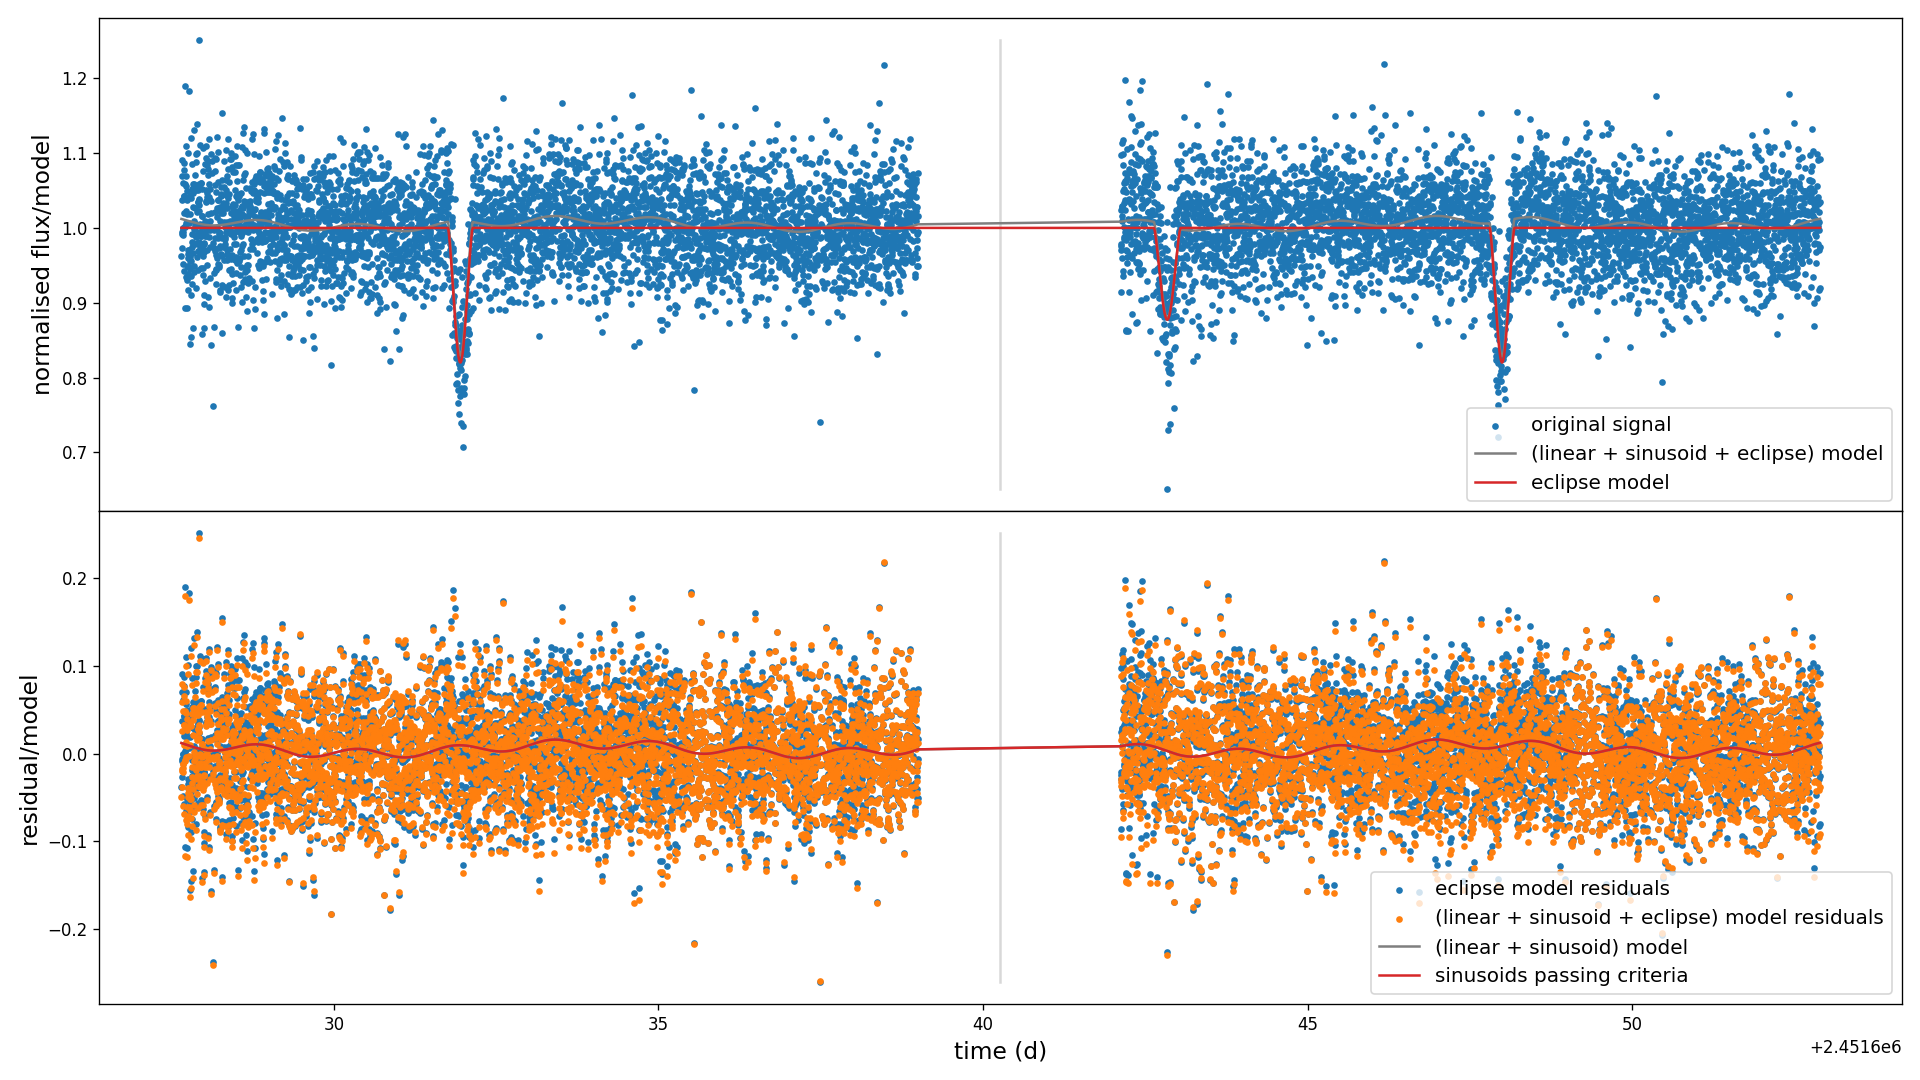 normalised flux/model
1.2
1.1
1.0
0.9
0.8
0.7
original signal
(linear + sinusoid + eclipse) model
eclipse model
residual/model
0.2
0.1
0.0
−0.1
−0.2
eclipse model residuals
(linear + sinusoid + eclipse) model residuals
(linear + sinusoid) model
sinusoids passing criteria
30 35 40 45 50
time (d)
+2.4516e6